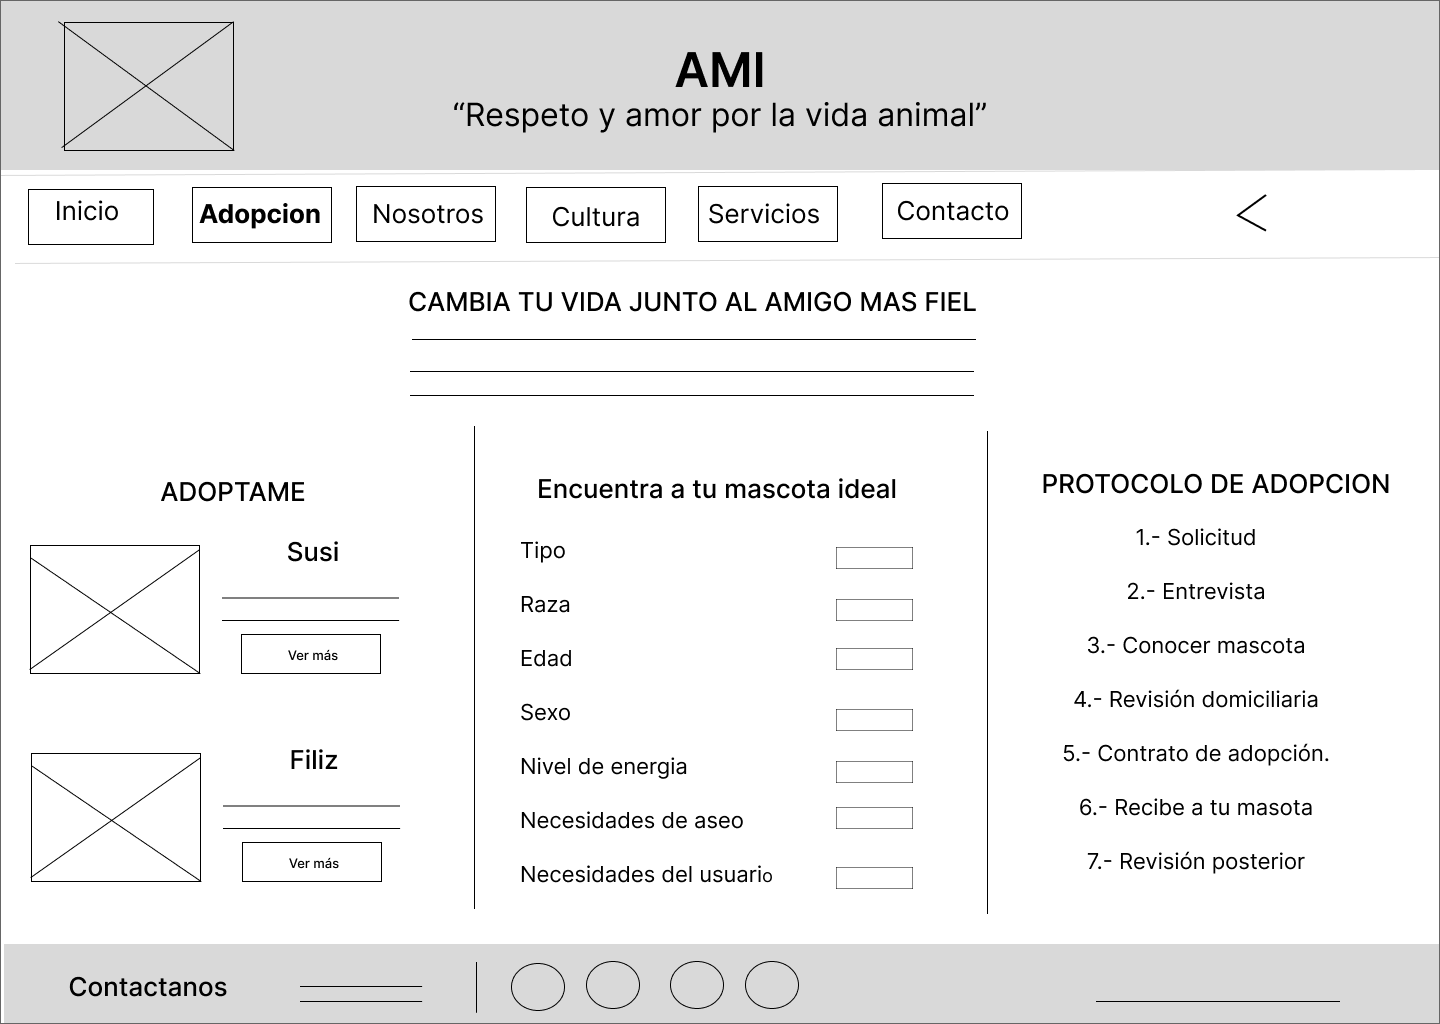 AMI
“Respeto y amor por la vida animal”
Inicio
Adopcion
Nosotros
Cultura
Servicios
Contacto
CAMBIA TU VIDA JUNTO AL AMIGO MAS FIEL
ADOPTAME
Susi
Ver más
Filiz
Ver más
Encuentra a tu mascota ideal
Tipo
Raza
Edad
Sexo
Nivel de energia
Necesidades de aseo
Necesidades del usuario
PROTOCOLO DE ADOPCION
1.- Solicitud
2.- Entrevista
3.- Conocer mascota
4.- Revisión domiciliaria
5.- Contrato de adopción.
6.- Recibe a tu masota
7.- Revisión posterior
Contactanos